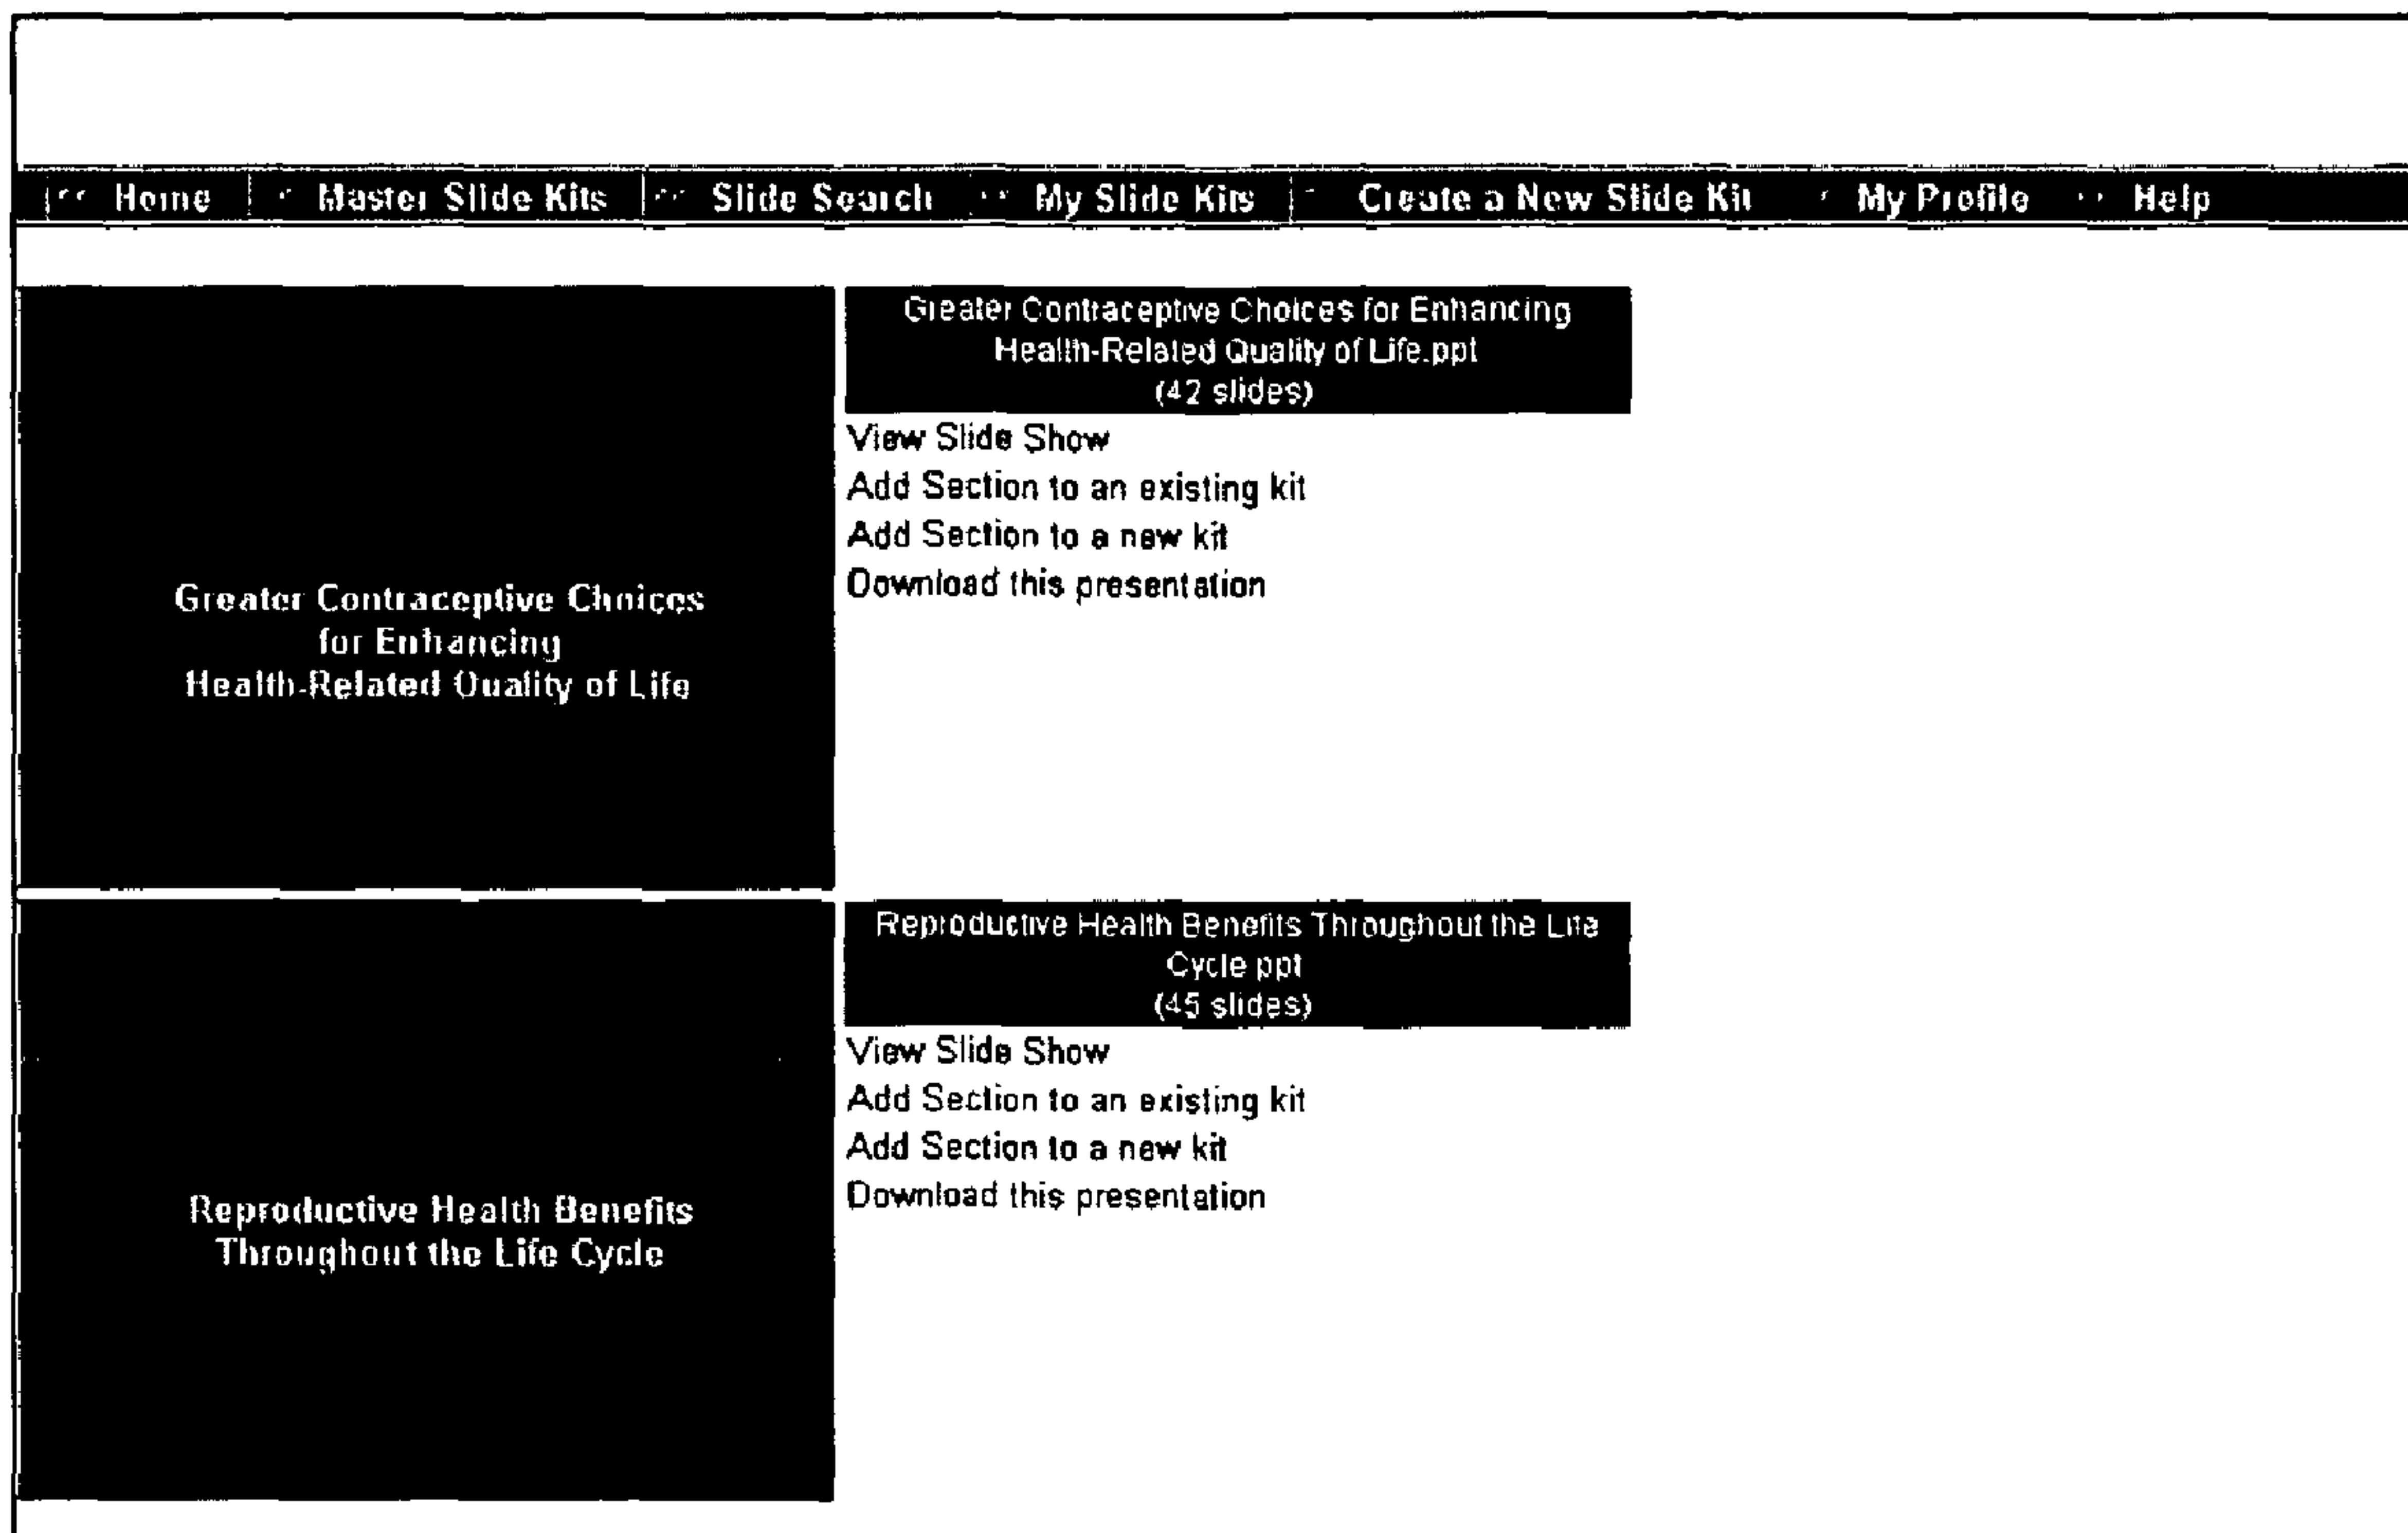 Home Master Slide Kits Slide Search My Slide Kits Create a New Slide Kit My Profile Help
Greater Contraceptive Choices for Enhancing
Health-Related Quality of Life.ppt
(42 slides)
View Slide Show
Add Section to an existing kit
Add Section to a new kit
Download this presentation
Greater Contraceptive Choices
for Enhancing
Health-Related Quality of Life
Reproductive Health Benefits Throughout the Life
Cycle.ppt
(45 slides)
View Slide Show
Add Section to an existing kit
Add Section to a new kit
Download this presentation
Reproductive Health Benefits
Throughout the Life Cycle